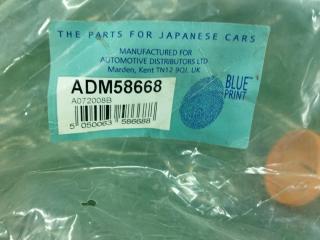 THE PARTS FOR JAPANESE CARS
MANUFACTURED FOR
AUTOMOTIVE DISTRIBUTORS LTD
Marden, Kent TN12 9QJ. UK
ADM58668
A072008B
BLUE
PRINT
5 050063 586688